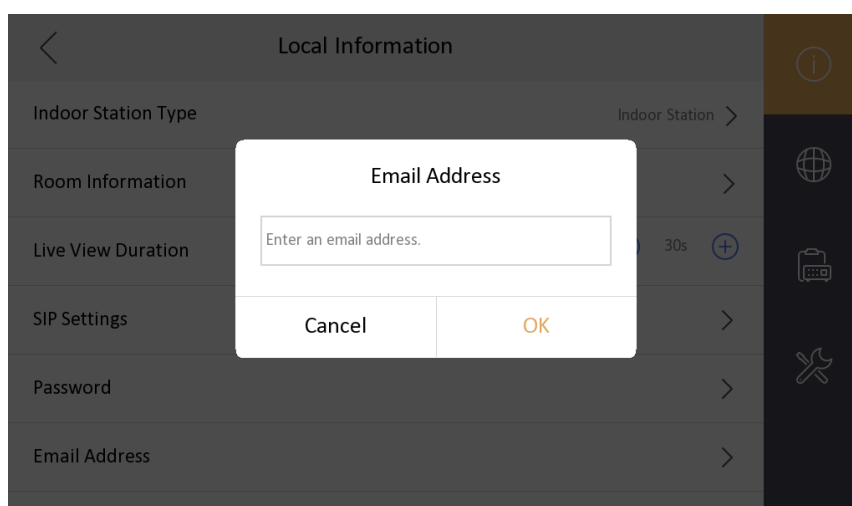 Local Information
Indoor Station Type
Indoor Station
Room Information
Email Address
Enter an email address.
Live View Duration
30s
Cancel
OK
SIP Settings
Password
Email Address